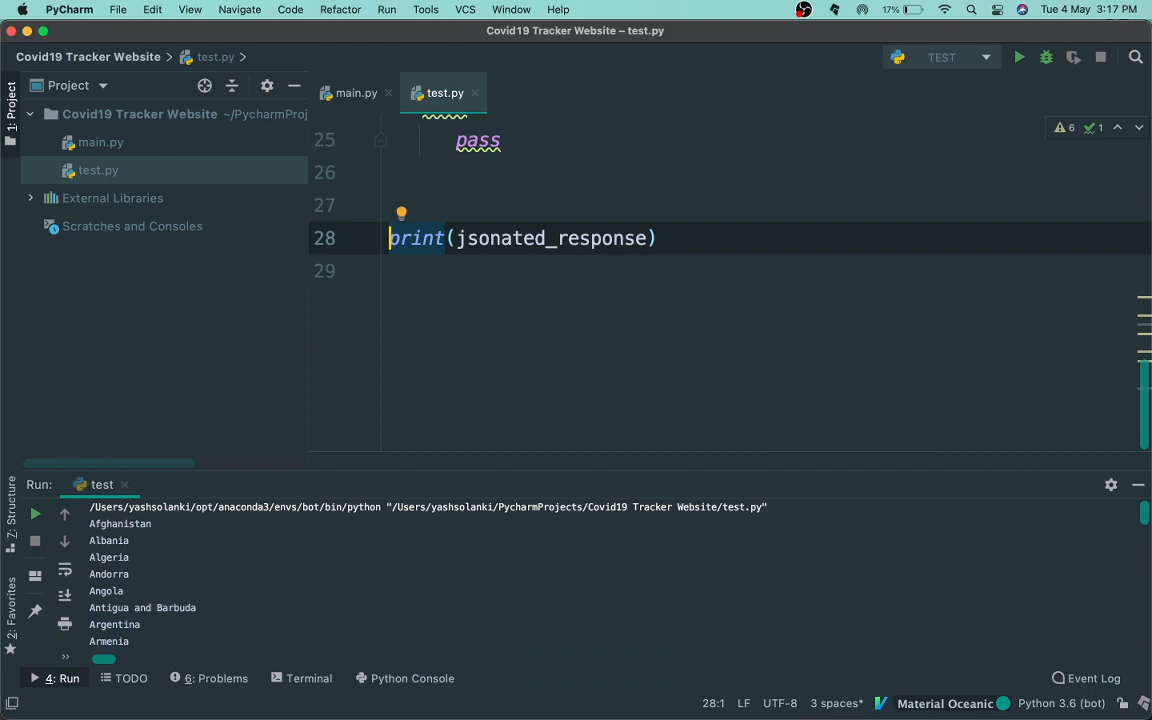 PyCharm File Edit View Navigate Code Refactor Run Tools VCS Window Help 17% Tue 4 May 3:17 PM
Covid19 Tracker Website – test.py
Covid19 Tracker Website test.py TEST
1: Project
Project
main.py test.py
Covid19 Tracker Website ~/PycharmProj
main.py
test.py
External Libraries
Scratches and Consoles
6 1
25 pass
26
27
28 print(jsonated_response)
29
Run: test
/Users/yashsolanki/opt/anaconda3/envs/bot/bin/python "/Users/yashsolanki/PycharmProjects/Covid19 Tracker Website/test.py"
Afghanistan
Albania
Algeria
Andorra
Angola
Antigua and Barbuda
Argentina
Armenia
7: Structure
2: Favorites
4: Run TODO 6: Problems Terminal Python Console Event Log
28:1 LF UTF-8 3 spaces* Material Oceanic Python 3.6 (bot)